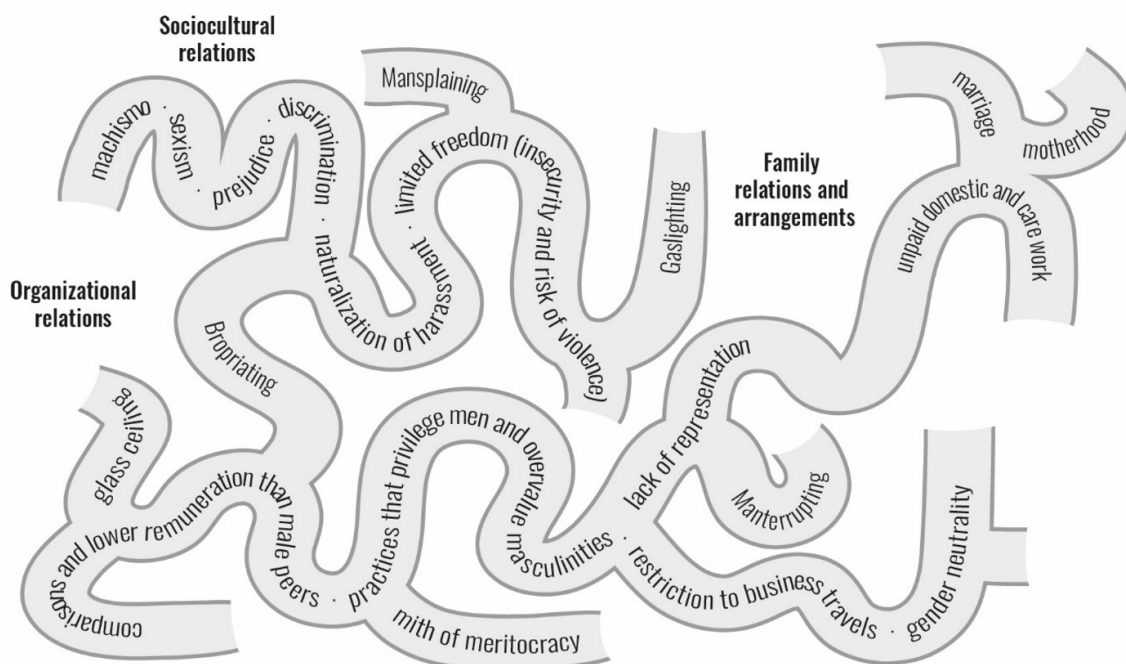 Sociocultural
relations
machismo · sexism · prejudice · discrimination · naturalization of harassment · limited freedom (insecurity and risk of violence)
Mansplaining
Gaslighting
Family
relations and
arrangements
marriage
motherhood
unpaid domestic and care work
Organizational
relations
Bropriating
glass ceiling
comparisons and lower remuneration than male peers · practices that privilege men and overvalue masculinities · lack of representation
restriction to business travels · gender neutrality
Manterrupting
mith of meritocracy